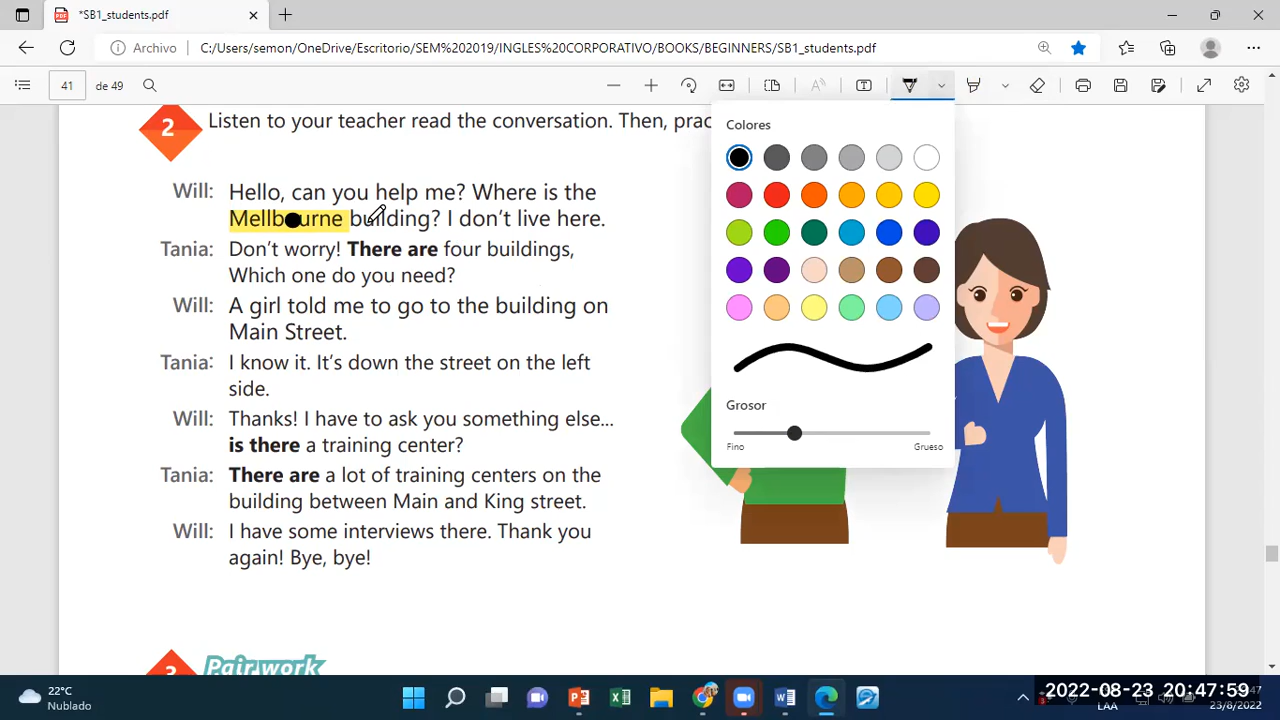 *SB1_students.pdf
Archivo C:/Users/semon/OneDrive/Escritorio/SEM%202019/INGLES%20CORPORATIVO/BOOKS/BEGINNERS/SB1_students.pdf
41 de 49
2 Listen to your teacher read the conversation. Then, prac
Will: Hello, can you help me? Where is the
Mellbourne building? I don't live here.
Tania: Don't worry! There are four buildings,
Which one do you need?
Will: A girl told me to go to the building on
Main Street.
Tania: I know it. It's down the street on the left
side.
Will: Thanks! I have to ask you something else...
is there a training center?
Tania: There are a lot of training centers on the
building between Main and King street.
Will: I have some interviews there. Thank you
again! Bye, bye!
3 Pair work
Colores
Grosor
Fino Grueso
22°C
Nublado
LAA
2022-08-23 20:47:59
23/8/2022